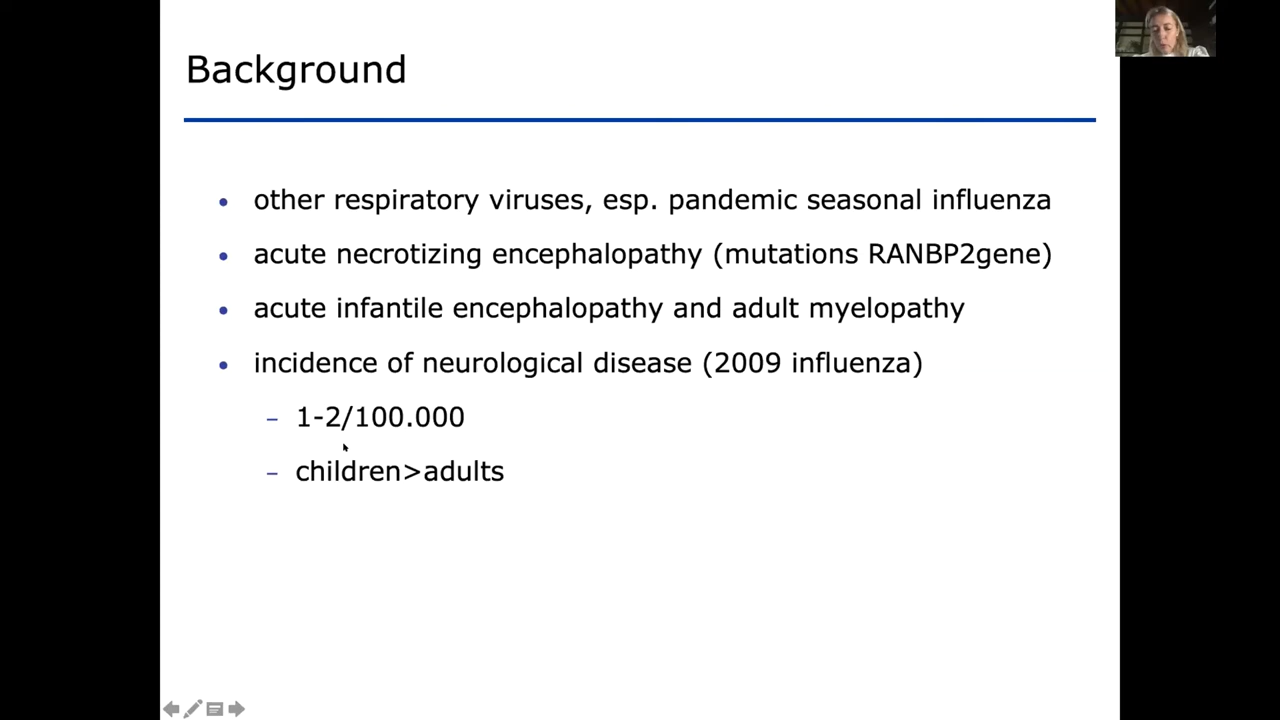 Background
other respiratory viruses, esp. pandemic seasonal influenza
acute necrotizing encephalopathy (mutations RANBP2gene)
acute infantile encephalopathy and adult myelopathy
incidence of neurological disease (2009 influenza)
– 1-2/100.000
– children>adults